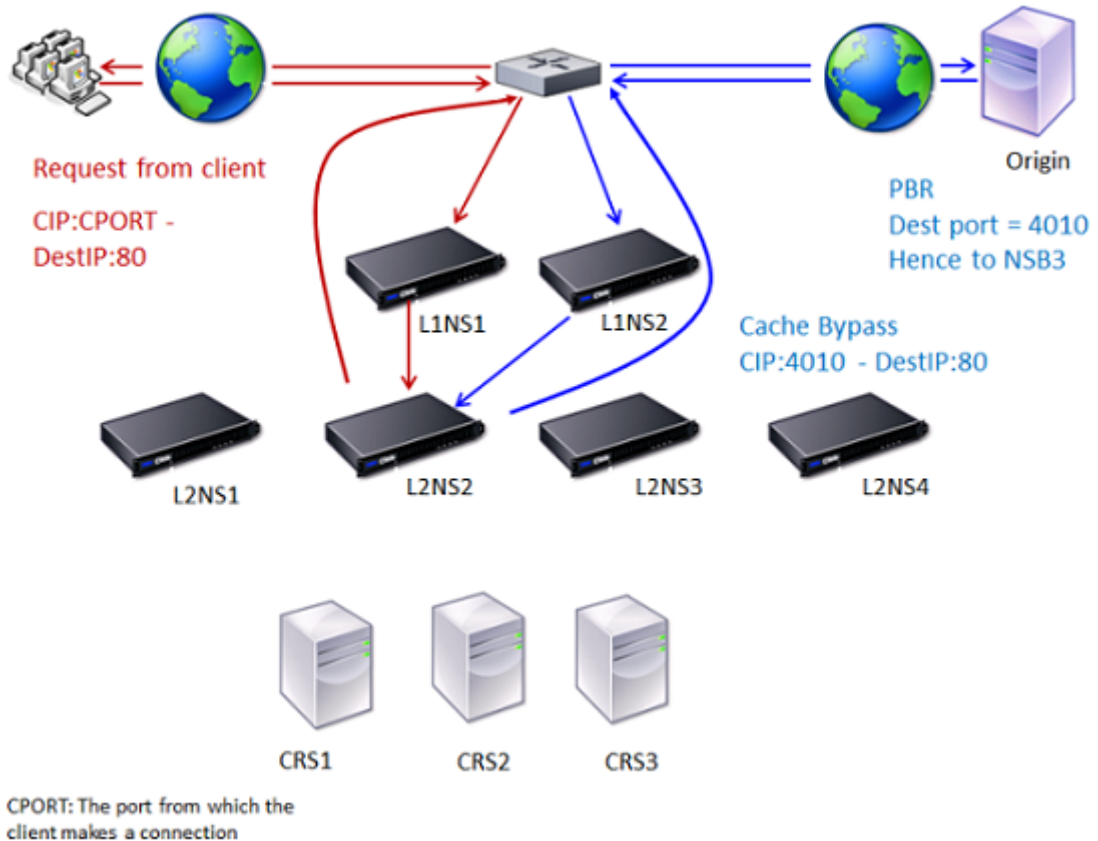 Origin
Request from client
CIP:CPORT -
DestIP:80
PBR
Dest port = 4010
Hence to NSB3
L1NS1
L1NS2
Cache Bypass
CIP:4010 - DestIP:80
L2NS1
L2NS2
L2NS3
L2NS4
CRS1
CRS2
CRS3
CPORT: The port from which the
client makes a connection